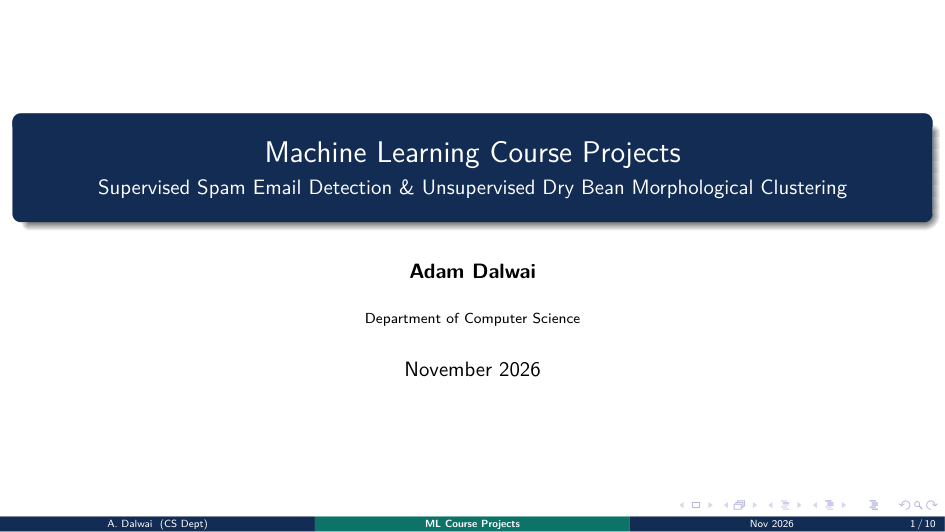 Machine Learning Course Projects
Supervised Spam Email Detection & Unsupervised Dry Bean Morphological Clustering
Adam Dalwai
Department of Computer Science
November 2026
A. Dalwai (CS Dept) ML Course Projects Nov 2026 1 / 10